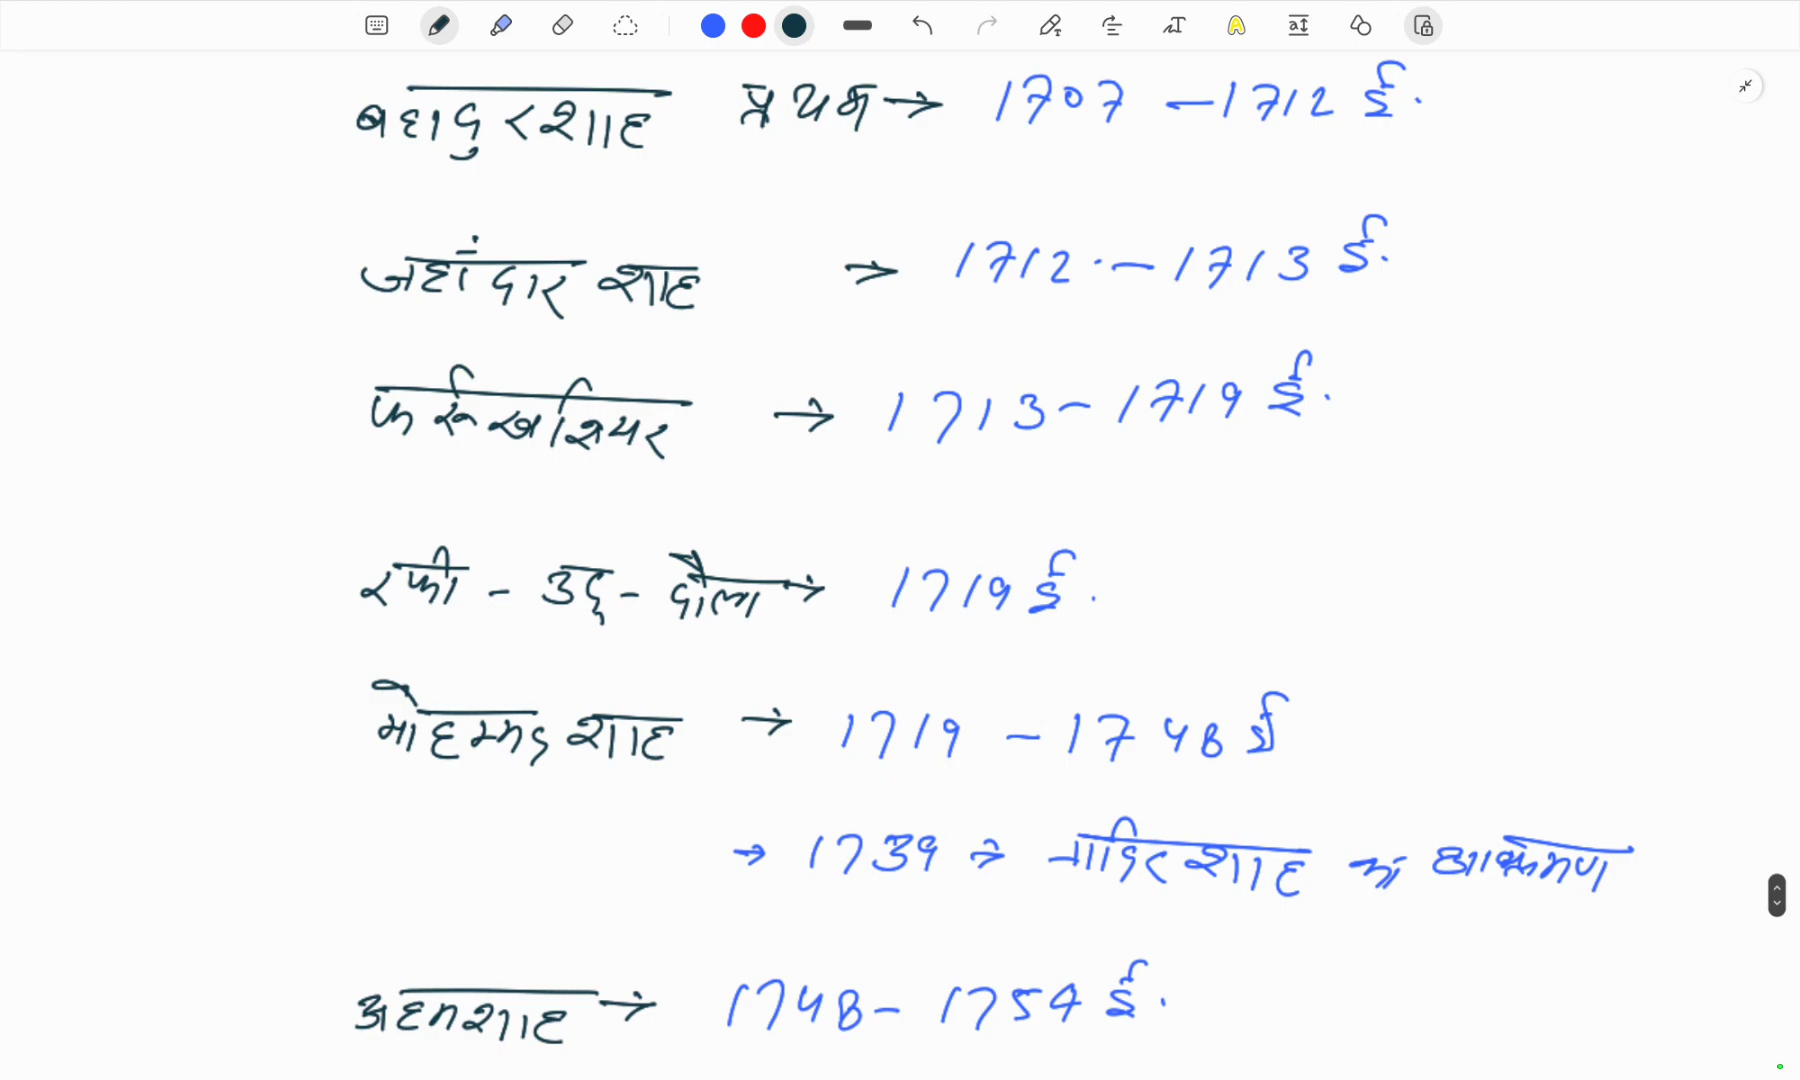 बहादुरशाह प्रथम → 1707 – 1712 ई.
जहांदार शाह → 1712 – 1713 ई.
फर्रूखशियर → 1713 – 1719 ई.
रफी - उद् - दौला → 1719 ई.
मोहम्मद शाह → 1719 – 1748 ई
→ 1739 → नादिरशाह का आक्रमण
अहमशाह → 1748 – 1754 ई.